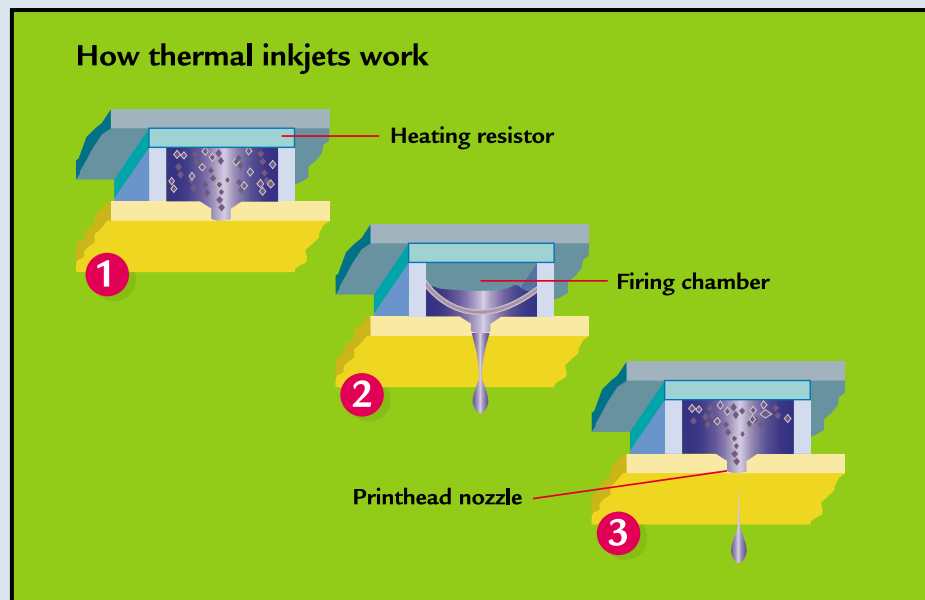 How thermal inkjets work
Heating resistor
1
Firing chamber
2
Printhead nozzle
3